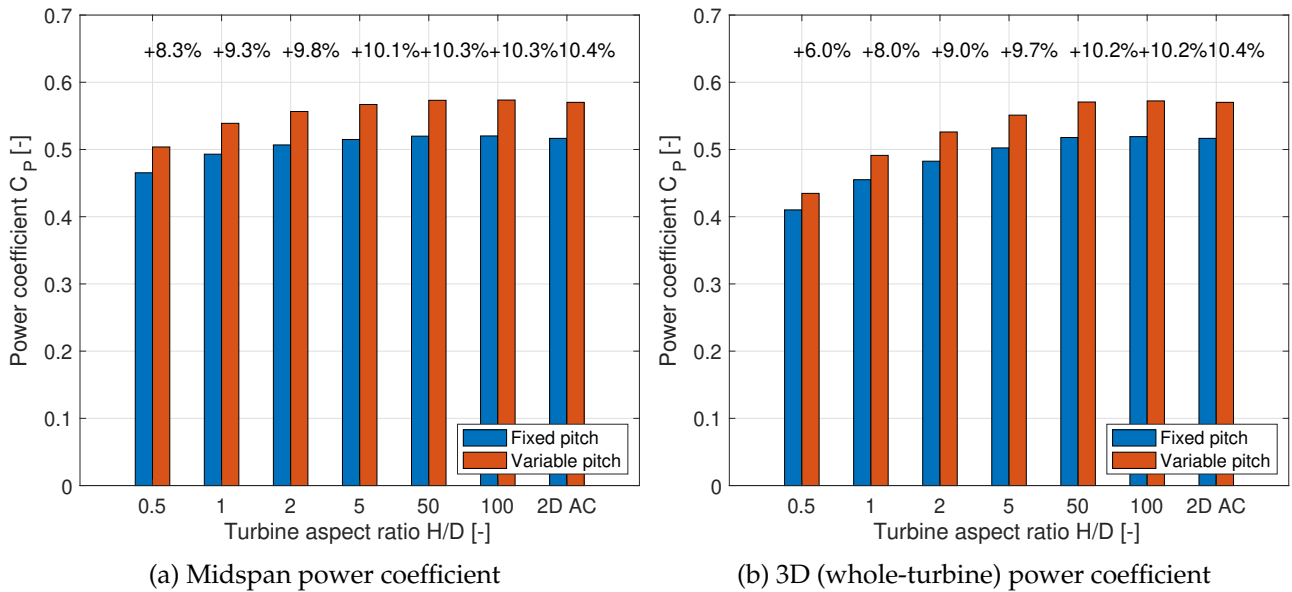 0.7
0.6
0.5
0.4
0.3
0.2
0.1
0
Power coefficient C_P [-]
+8.3% +9.3% +9.8% +10.1% +10.3% +10.3% 10.4%
Fixed pitch
Variable pitch
0.5 1 2 5 50 100 2D AC
Turbine aspect ratio H/D [-]
(a) Midspan power coefficient
0.7
0.6
0.5
0.4
0.3
0.2
0.1
0
Power coefficient C_P [-]
+6.0% +8.0% +9.0% +9.7% +10.2% +10.2% 10.4%
Fixed pitch
Variable pitch
0.5 1 2 5 50 100 2D AC
Turbine aspect ratio H/D [-]
(b) 3D (whole-turbine) power coefficient